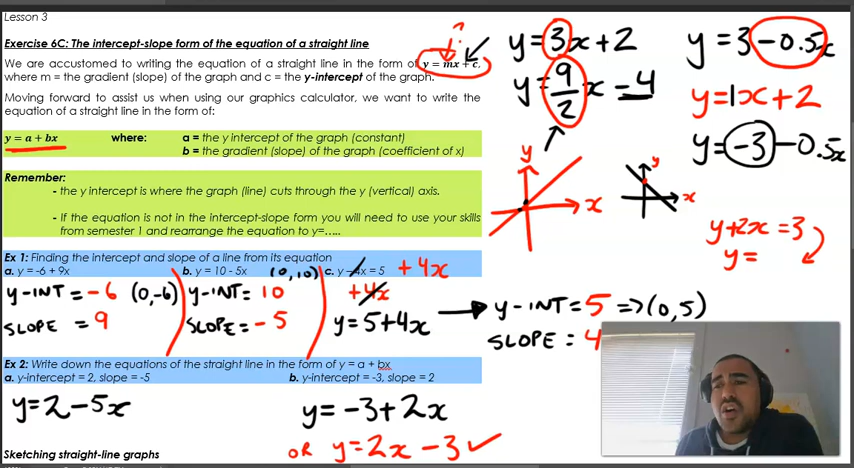 Lesson 3
Exercise 6C: The intercept-slope form of the equation of a straight line
We are accustomed to writing the equation of a straight line in the form of y = mx + c,
where m = the gradient (slope) of the graph and c = the y-intercept of the graph.
Moving forward to assist us when using our graphics calculator, we want to write the
equation of a straight line in the form of:
y = a + bx where: a = the y intercept of the graph (constant)
b = the gradient (slope) of the graph (coefficient of x)
Remember:
- the y intercept is where the graph (line) cuts through the y (vertical) axis.
- If the equation is not in the intercept-slope form you will need to use your skills
from semester 1 and rearrange the equation to y=.....
Ex 1: Finding the intercept and slope of a line from its equation
a. y = -6 + 9x b. y = 10 - 5x (0,10) c. y - 4x = 5 + 4x
+4x
Y-INT = -6 (0,-6) Y-INT = 10
SLOPE = 9 SLOPE = -5 y = 5+4x
Y-INT = 5 => (0,5)
SLOPE = 4
Ex 2: Write down the equations of the straight line in the form of y = a + bx
a. y-intercept = 2, slope = -5 b. y-intercept = -3, slope = 2
y=2-5x y= -3+2x
OR y=2x-3
Sketching straight-line graphs
?
y=3x+2
y=9/2x-4
y x
y x
y=3-0.5x
y=1x+2
y=-3-0.5x
y+2x=3
y=